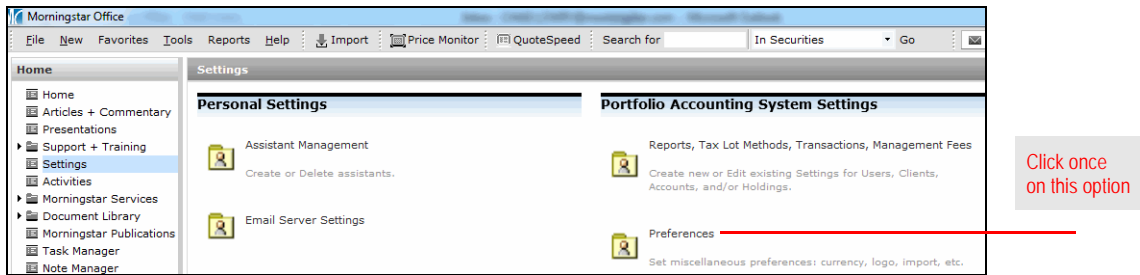 Morningstar Office
File New Favorites Tools Reports Help Import Price Monitor QuoteSpeed Search for In Securities Go
Home
Home
Articles + Commentary
Presentations
Support + Training
Settings
Activities
Morningstar Services
Document Library
Morningstar Publications
Task Manager
Note Manager
Settings
Personal Settings
Assistant Management
Create or Delete assistants.
Email Server Settings
Portfolio Accounting System Settings
Reports, Tax Lot Methods, Transactions, Management Fees
Create new or Edit existing Settings for Users, Clients,
Accounts, and/or Holdings.
Preferences
Set miscellaneous preferences: currency, logo, import, etc.
Click once
on this option